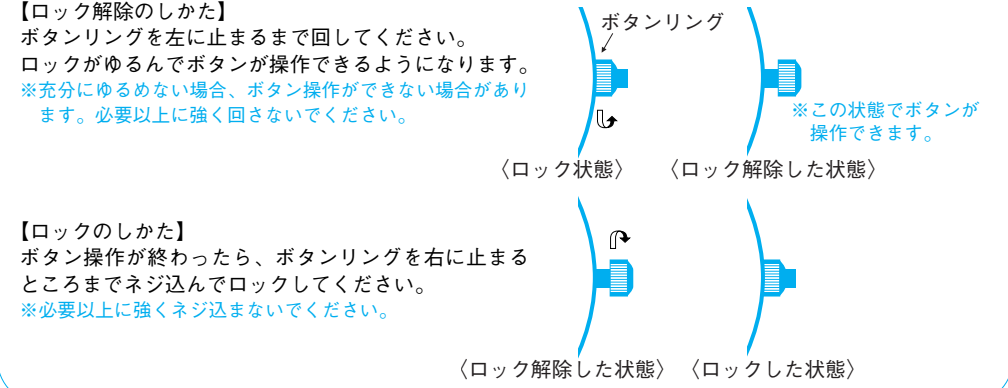 【ロック解除のしかた】
ボタンリングを左に止まるまで回してください。
ロックがゆるんでボタンが操作できるようになります。
※充分にゆるめない場合、ボタン操作ができない場合があり
ます。必要以上に強く回さないでください。
ボタンリング
※この状態でボタンが
操作できます。
〈ロック状態〉
〈ロック解除した状態〉
【ロックのしかた】
ボタン操作が終わったら、ボタンリングを右に止まる
ところまでネジ込んでロックしてください。
※必要以上に強くネジ込まないでください。
〈ロック解除した状態〉
〈ロックした状態〉